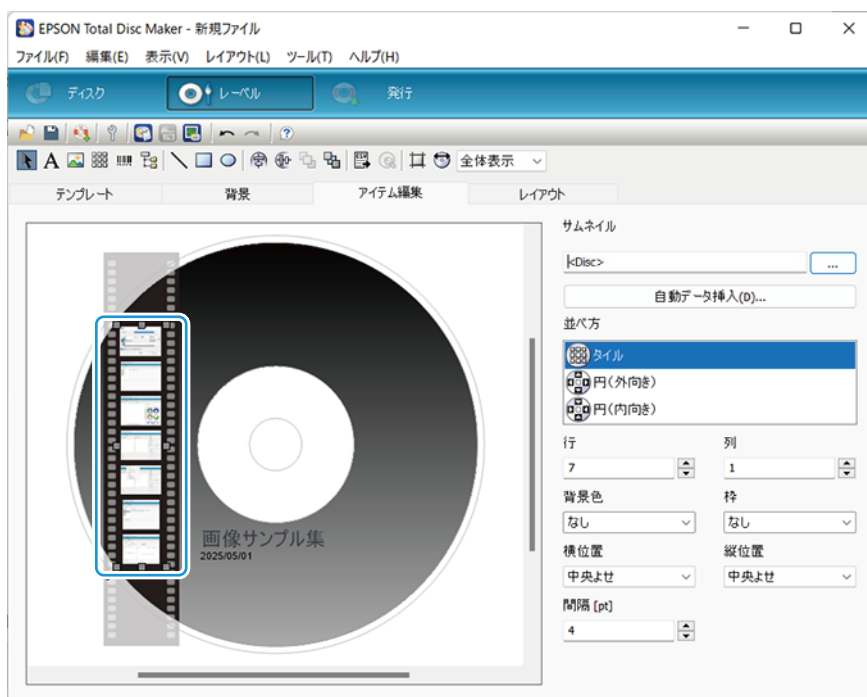 EPSON Total Disc Maker - 新規ファイル
ファイル(F) 編集(E) 表示(V) レイアウト(L) ツール(T) ヘルプ(H)
ディスク レーベル 発行
全体表示
テンプレート 背景 アイテム編集 レイアウト
サムネイル
<Disc>
...
自動データ挿入(D)...
並べ方
タイル
円(外向き)
円(内向き)
行 列
7 1
背景色 枠
なし なし
横位置 縦位置
中央よせ 中央よせ
間隔 [pt]
4
画像サンプル集
2025/05/01